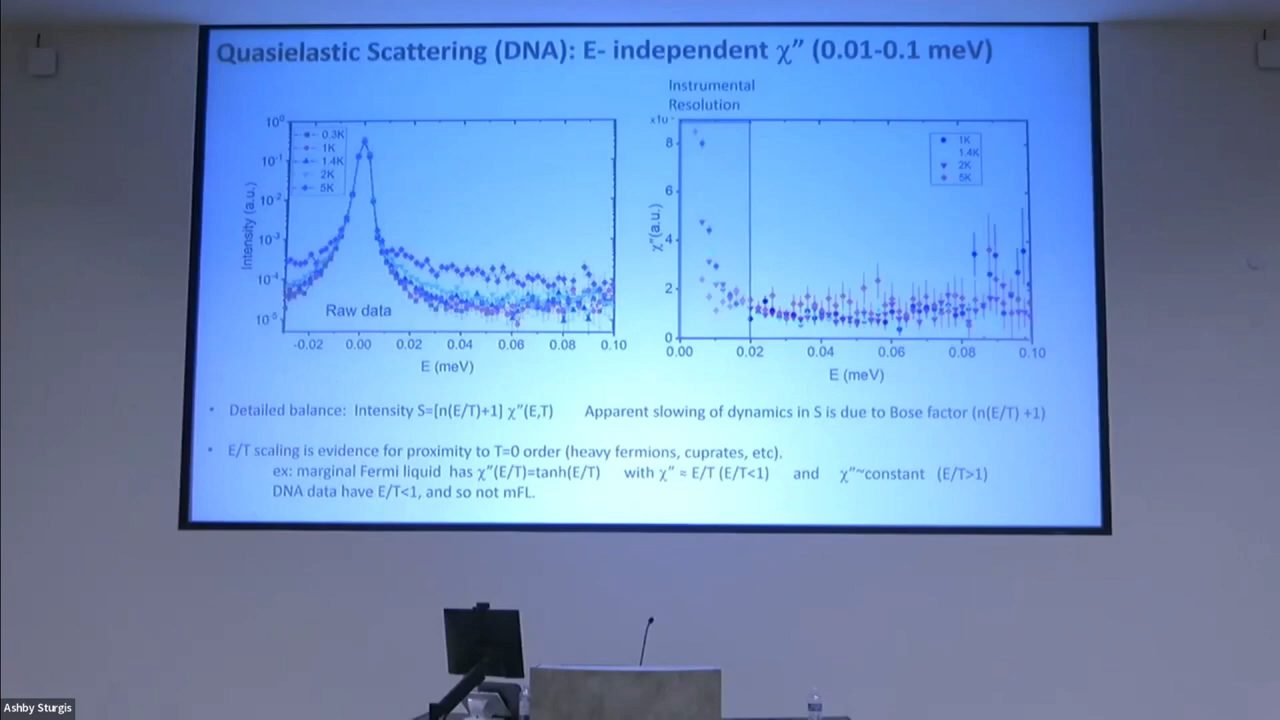 Quasielastic Scattering (DNA): E- independent χ” (0.01-0.1 meV)
Instrumental
Resolution
10⁰
10⁻¹
10⁻²
10⁻³
10⁻⁴
10⁻⁵
Intensity (a.u.)
0.3K
1K
1.4K
2K
5K
Raw data
-0.02 0.00 0.02 0.04 0.06 0.08 0.10
E (meV)
8
6
4
2
0
χ”(a.u.)
1K
1.4K
2K
5K
0.00 0.02 0.04 0.06 0.08 0.10
E (meV)
• Detailed balance: Intensity S=[n(E/T)+1] χ”(E,T) Apparent slowing of dynamics in S is due to Bose factor (n(E/T) +1)
• E/T scaling is evidence for proximity to T=0 order (heavy fermions, cuprates, etc).
ex: marginal Fermi liquid has χ”(E/T)=tanh(E/T) with χ” ≈ E/T (E/T<1) and χ”~constant (E/T>1)
DNA data have E/T<1, and so not mFL.
Ashby Sturgis